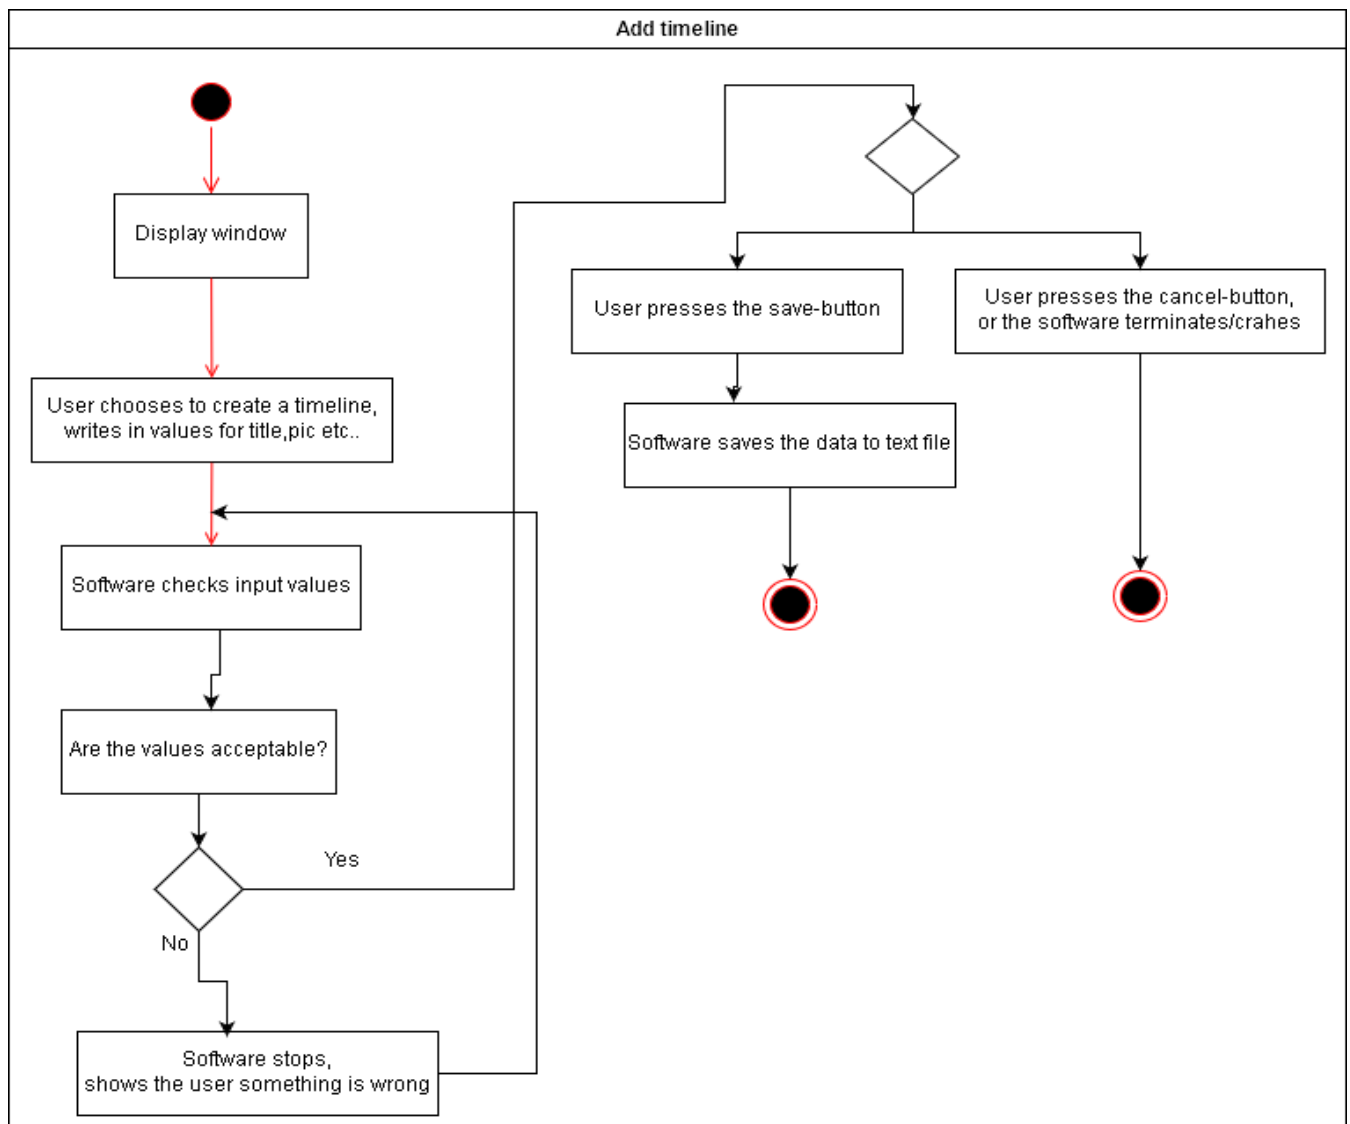 Add timeline
Display window
User chooses to create a timeline,
writes in values for title,pic etc..
Software checks input values
Are the values acceptable?
Yes
No
Software stops,
shows the user something is wrong
User presses the save-button
Software saves the data to text file
User presses the cancel-button,
or the software terminates/crahes